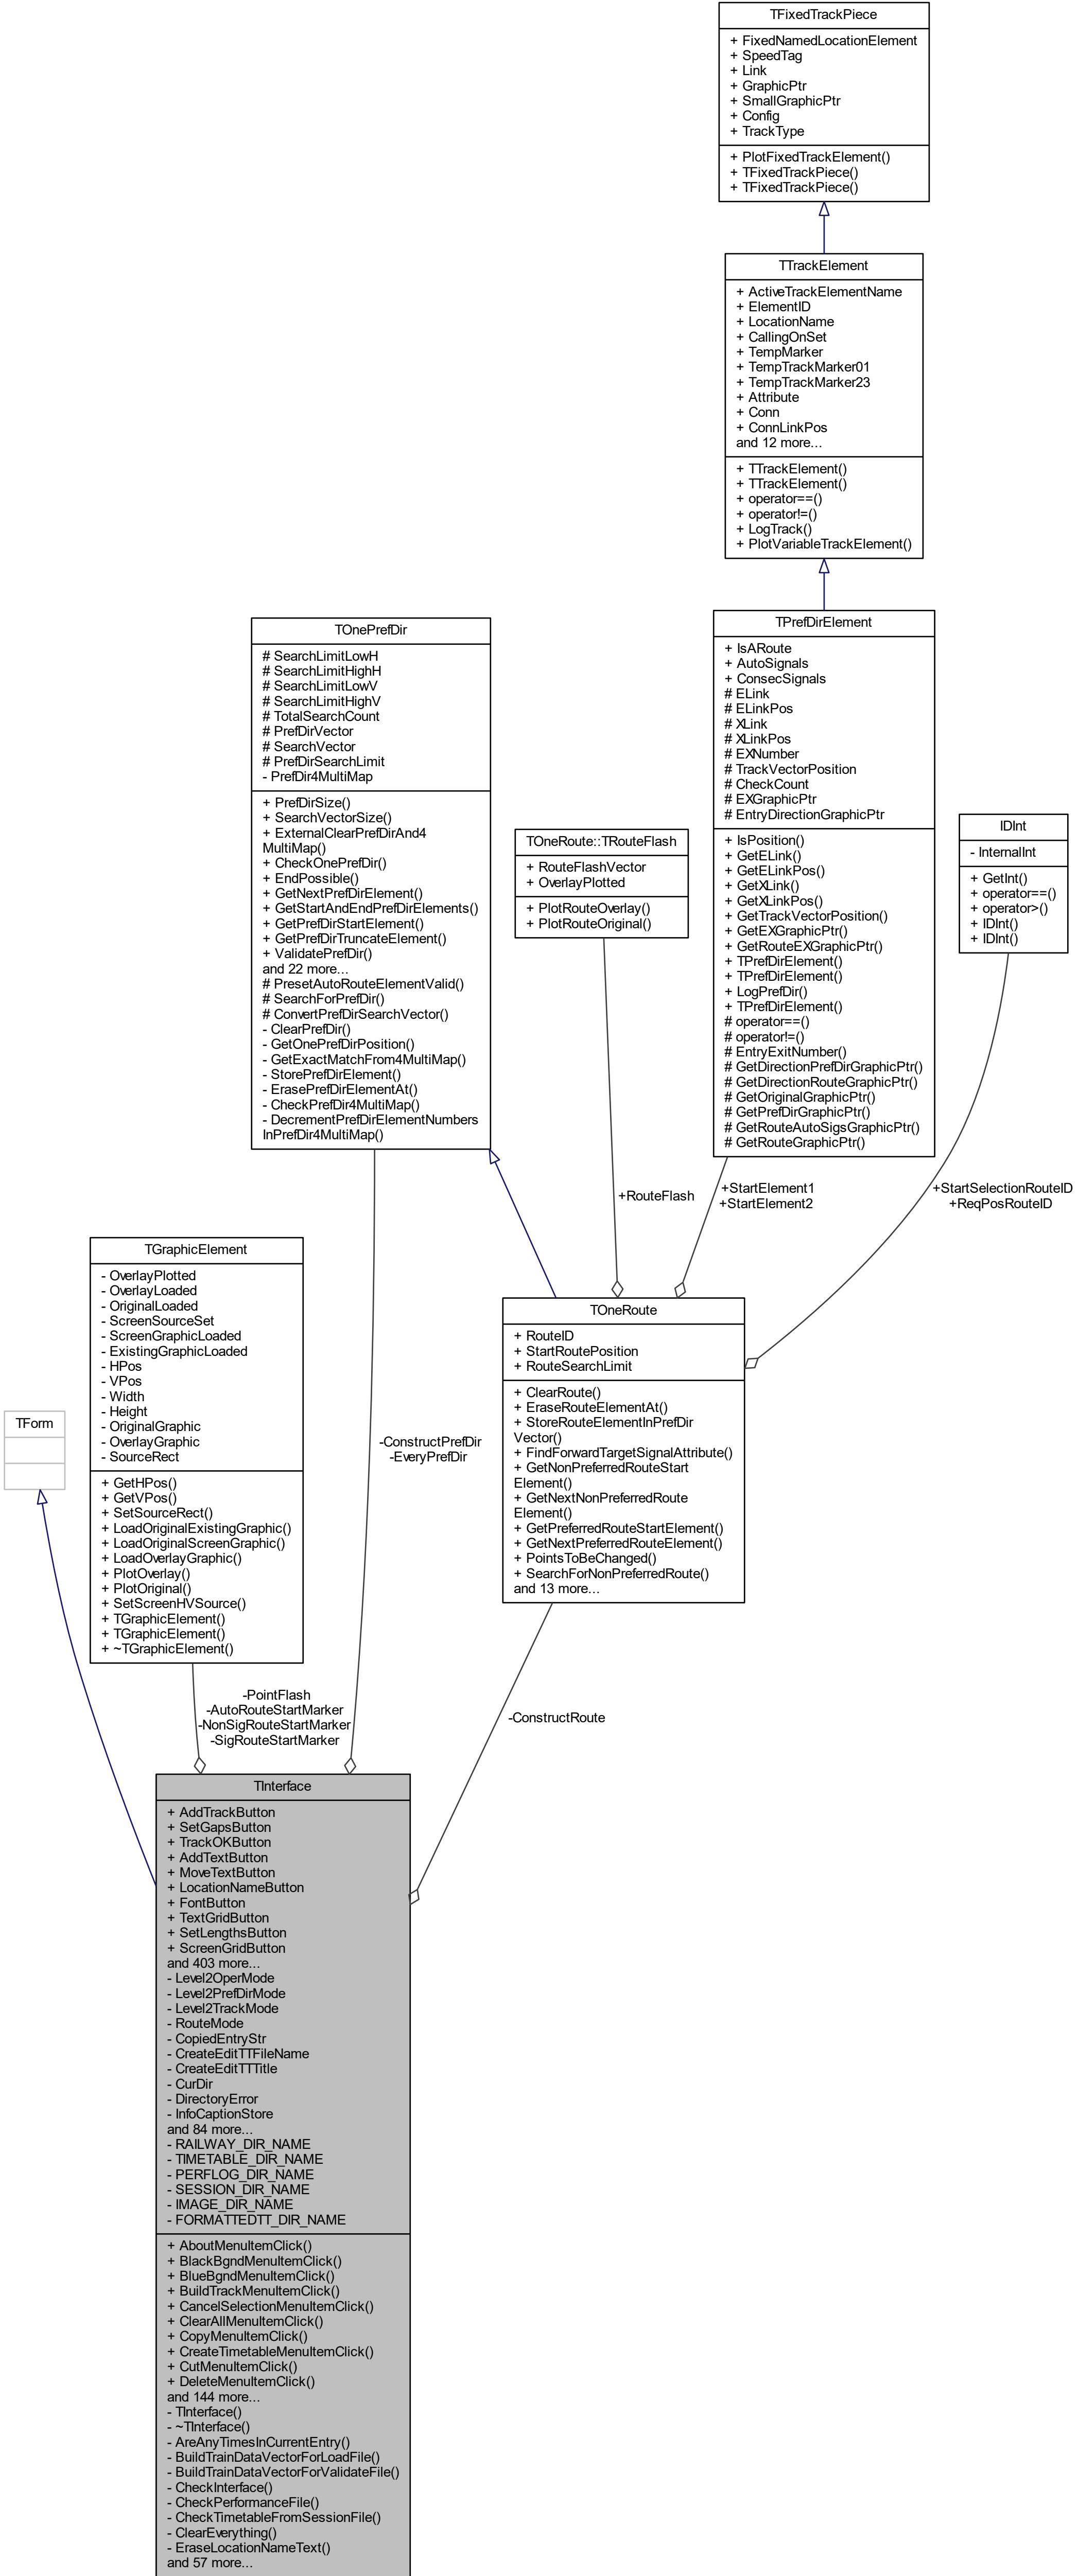 TFixedTrackPiece
+ FixedNamedLocationElement
+ SpeedTag
+ Link
+ GraphicPtr
+ SmallGraphicPtr
+ Config
+ TrackType
+ PlotFixedTrackElement()
+ TFixedTrackPiece()
+ TFixedTrackPiece()
TTrackElement
+ ActiveTrackElementName
+ ElementID
+ LocationName
+ CallingOnSet
+ TempMarker
+ TempTrackMarker01
+ TempTrackMarker23
+ Attribute
+ Conn
+ ConnLinkPos
and 12 more...
+ TTrackElement()
+ TTrackElement()
+ operator==()
+ operator!=()
+ LogTrack()
+ PlotVariableTrackElement()
TPrefDirElement
+ IsARoute
+ AutoSignals
+ ConsecSignals
# ELink
# ELinkPos
# XLink
# XLinkPos
# EXNumber
# TrackVectorPosition
# CheckCount
# EXGraphicPtr
# EntryDirectionGraphicPtr
+ IsPosition()
+ GetELink()
+ GetELinkPos()
+ GetXLink()
+ GetXLinkPos()
+ GetTrackVectorPosition()
+ GetEXGraphicPtr()
+ GetRouteEXGraphicPtr()
+ TPrefDirElement()
+ TPrefDirElement()
+ LogPrefDir()
+ TPrefDirElement()
# operator==()
# operator!=()
# EntryExitNumber()
# GetDirectionPrefDirGraphicPtr()
# GetDirectionRouteGraphicPtr()
# GetOriginalGraphicPtr()
# GetPrefDirGraphicPtr()
# GetRouteAutoSigsGraphicPtr()
# GetRouteGraphicPtr()
TOnePrefDir
# SearchLimitLowH
# SearchLimitHighH
# SearchLimitLowV
# SearchLimitHighV
# TotalSearchCount
# PrefDirVector
# SearchVector
# PrefDirSearchLimit
- PrefDir4MultiMap
+ PrefDirSize()
+ SearchVectorSize()
+ ExternalClearPrefDirAnd4
MultiMap()
+ CheckOnePrefDir()
+ EndPossible()
+ GetNextPrefDirElement()
+ GetStartAndEndPrefDirElements()
+ GetPrefDirStartElement()
+ GetPrefDirTruncateElement()
+ ValidatePrefDir()
and 22 more...
# PresetAutoRouteElementValid()
# SearchForPrefDir()
# ConvertPrefDirSearchVector()
- ClearPrefDir()
- GetOnePrefDirPosition()
- GetExactMatchFrom4MultiMap()
- StorePrefDirElement()
- ErasePrefDirElementAt()
- CheckPrefDir4MultiMap()
- DecrementPrefDirElementNumbers
InPrefDir4MultiMap()
TOneRoute::TRouteFlash
+ RouteFlashVector
+ OverlayPlotted
+ PlotRouteOverlay()
+ PlotRouteOriginal()
IDInt
- InternalInt
+ GetInt()
+ operator==()
+ operator>()
+ IDInt()
+ IDInt()
+RouteFlash
+StartElement1
+StartElement2
+StartSelectionRouteID
+ReqPosRouteID
TGraphicElement
- OverlayPlotted
- OverlayLoaded
- OriginalLoaded
- ScreenSourceSet
- ScreenGraphicLoaded
- ExistingGraphicLoaded
- HPos
- VPos
- Width
- Height
- OriginalGraphic
- OverlayGraphic
- SourceRect
+ GetHPos()
+ GetVPos()
+ SetSourceRect()
+ LoadOriginalExistingGraphic()
+ LoadOriginalScreenGraphic()
+ LoadOverlayGraphic()
+ PlotOverlay()
+ PlotOriginal()
+ SetScreenHVSource()
+ TGraphicElement()
+ TGraphicElement()
+ ~TGraphicElement()
TOneRoute
+ RouteID
+ StartRoutePosition
+ RouteSearchLimit
+ ClearRoute()
+ EraseRouteElementAt()
+ StoreRouteElementInPrefDir
Vector()
+ FindForwardTargetSignalAttribute()
+ GetNonPreferredRouteStart
Element()
+ GetNextNonPreferredRoute
Element()
+ GetPreferredRouteStartElement()
+ GetNextPreferredRouteElement()
+ PointsToBeChanged()
+ SearchForNonPreferredRoute()
and 13 more...
TForm
-ConstructPrefDir
-EveryPrefDir
-PointFlash
-AutoRouteStartMarker
-NonSigRouteStartMarker
-SigRouteStartMarker
-ConstructRoute
TInterface
+ AddTrackButton
+ SetGapsButton
+ TrackOKButton
+ AddTextButton
+ MoveTextButton
+ LocationNameButton
+ FontButton
+ TextGridButton
+ SetLengthsButton
+ ScreenGridButton
and 403 more...
- Level2OperMode
- Level2PrefDirMode
- Level2TrackMode
- RouteMode
- CopiedEntryStr
- CreateEditTTFileName
- CreateEditTTTitle
- CurDir
- DirectoryError
- InfoCaptionStore
and 84 more...
- RAILWAY_DIR_NAME
- TIMETABLE_DIR_NAME
- PERFLOG_DIR_NAME
- SESSION_DIR_NAME
- IMAGE_DIR_NAME
- FORMATTEDTT_DIR_NAME
+ AboutMenuItemClick()
+ BlackBgndMenuItemClick()
+ BlueBgndMenuItemClick()
+ BuildTrackMenuItemClick()
+ CancelSelectionMenuItemClick()
+ ClearAllMenuItemClick()
+ CopyMenuItemClick()
+ CreateTimetableMenuItemClick()
+ CutMenuItemClick()
+ DeleteMenuItemClick()
and 144 more...
- TInterface()
- ~TInterface()
- AreAnyTimesInCurrentEntry()
- BuildTrainDataVectorForLoadFile()
- BuildTrainDataVectorForValidateFile()
- CheckInterface()
- CheckPerformanceFile()
- CheckTimetableFromSessionFile()
- ClearEverything()
- EraseLocationNameText()
and 57 more...